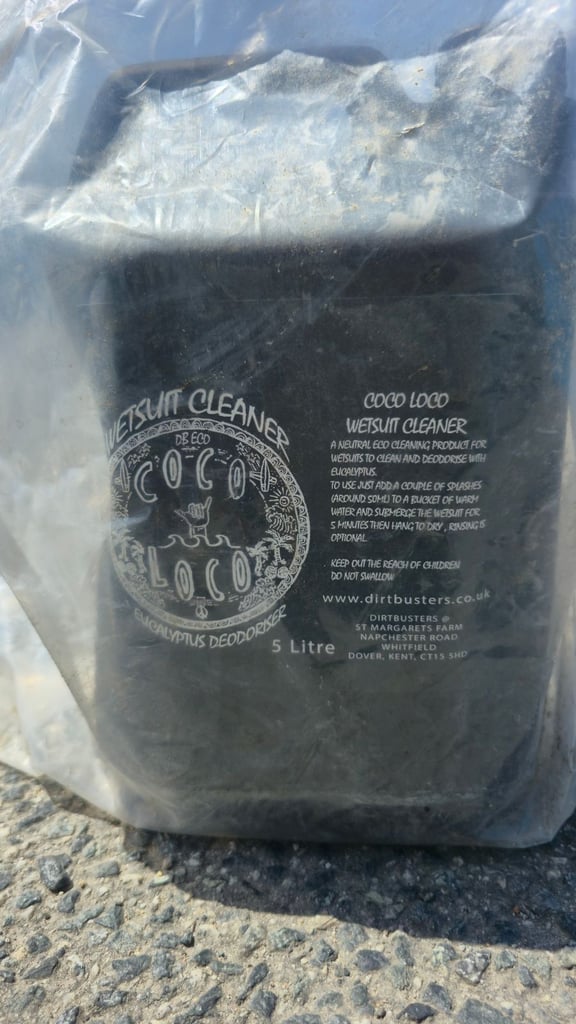 WETSUIT CLEANER
DB ECO
COCO
LOCO
EUCALYPTUS DEODORISER
5 Litre
COCO LOCO
WETSUIT CLEANER
A NEUTRAL ECO CLEANING PRODUCT FOR
WETSUITS TO CLEAN AND DEODORISE WITH
EUCALYPTUS.
TO USE JUST ADD A COUPLE OF SPLASHES
(AROUND 50ML) TO A BUCKET OF WARM
WATER AND SUBMERGE THE WETSUIT FOR
5 MINUTES THEN HANG TO DRY , RINSING IS
OPTIONAL.
KEEP OUT THE REACH OF CHILDREN
DO NOT SWALLOW
www.dirtbusters.co.uk
DIRTBUSTERS @
ST MARGARETS FARM
NAPCHESTER ROAD
WHITFIELD
DOVER, KENT, CT15 5HD